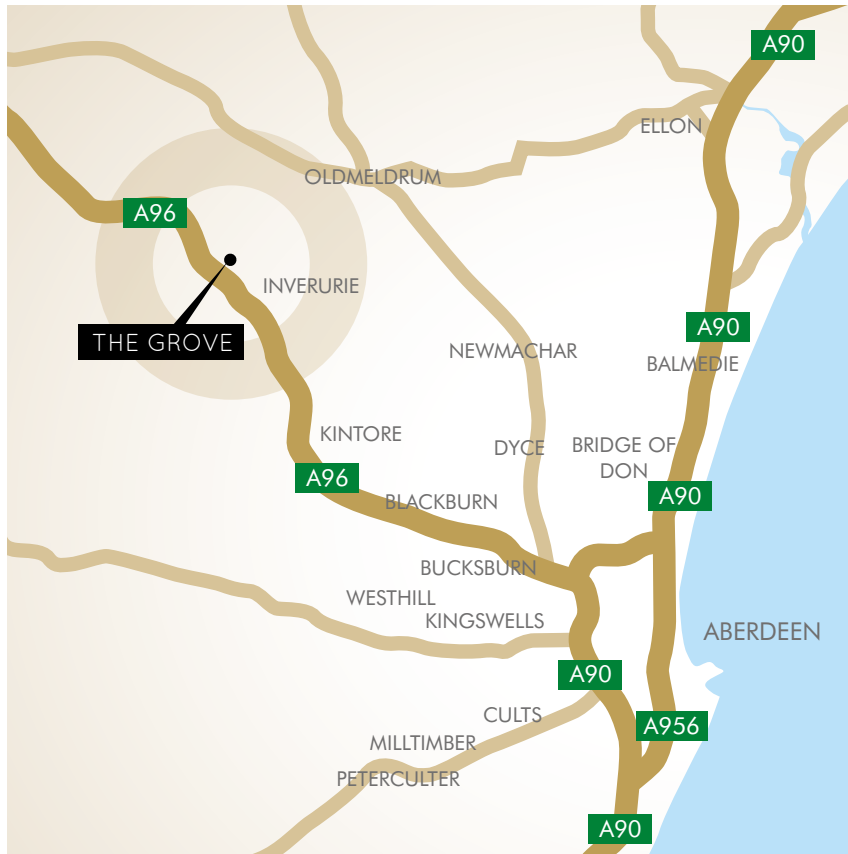 A90
ELLON
OLDMELDRUM
A96
INVERURIE
THE GROVE
A90
NEWMACHAR
BALMEDIE
KINTORE
DYCE
BRIDGE OF
DON
A96
A90
BLACKBURN
BUCKSBURN
WESTHILL
KINGSWELLS
ABERDEEN
A90
CULTS
A956
MILLTIMBER
PETERCULTER
A90